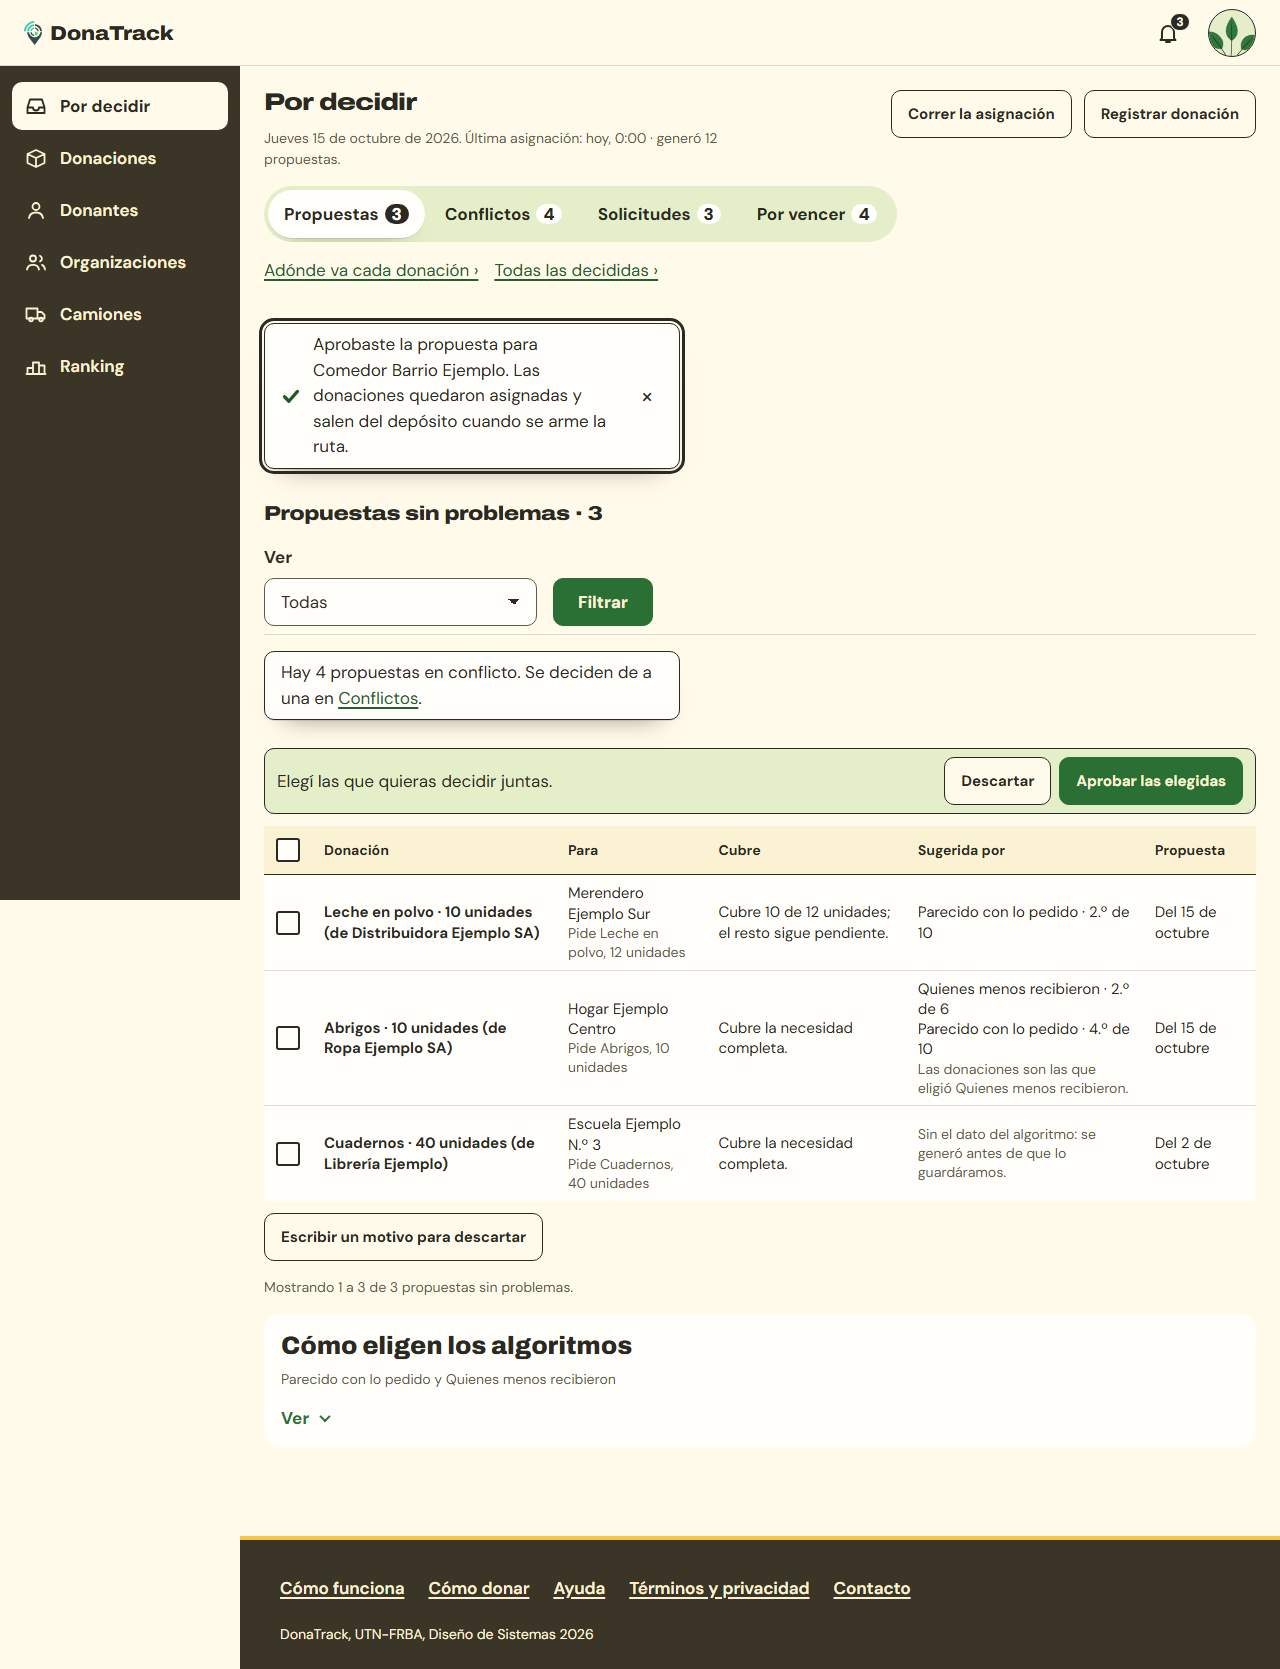 DonaTrack
3
Por decidir
Donaciones
Donantes
Organizaciones
Camiones
Ranking
Por decidir
Jueves 15 de octubre de 2026. Última asignación: hoy, 0:00 · generó 12
propuestas.
Correr la asignación
Registrar donación
Propuestas 3
Conflictos 4
Solicitudes 3
Por vencer 4
Adónde va cada donación ›
Todas las decididas ›
Aprobaste la propuesta para
Comedor Barrio Ejemplo. Las
donaciones quedaron asignadas y
salen del depósito cuando se arme la
ruta.
Propuestas sin problemas · 3
Ver
Todas
Filtrar
Hay 4 propuestas en conflicto. Se deciden de a
una en Conflictos.
Elegí las que quieras decidir juntas.
Descartar
Aprobar las elegidas
Donación
Para
Cubre
Sugerida por
Propuesta
Leche en polvo · 10 unidades
(de Distribuidora Ejemplo SA)
Merendero
Ejemplo Sur
Pide Leche en
polvo, 12 unidades
Cubre 10 de 12 unidades;
el resto sigue pendiente.
Parecido con lo pedido · 2.º de
10
Del 15 de
octubre
Abrigos · 10 unidades (de
Ropa Ejemplo SA)
Hogar Ejemplo
Centro
Pide Abrigos, 10
unidades
Cubre la necesidad
completa.
Quienes menos recibieron · 2.º
de 6
Parecido con lo pedido · 4.º de
10
Las donaciones son las que
eligió Quienes menos recibieron.
Del 15 de
octubre
Cuadernos · 40 unidades (de
Librería Ejemplo)
Escuela Ejemplo
N.º 3
Pide Cuadernos,
40 unidades
Cubre la necesidad
completa.
Sin el dato del algoritmo: se
generó antes de que lo
guardáramos.
Del 2 de
octubre
Escribir un motivo para descartar
Mostrando 1 a 3 de 3 propuestas sin problemas.
Cómo eligen los algoritmos
Parecido con lo pedido y Quienes menos recibieron
Ver
Cómo funciona
Cómo donar
Ayuda
Términos y privacidad
Contacto
DonaTrack, UTN-FRBA, Diseño de Sistemas 2026